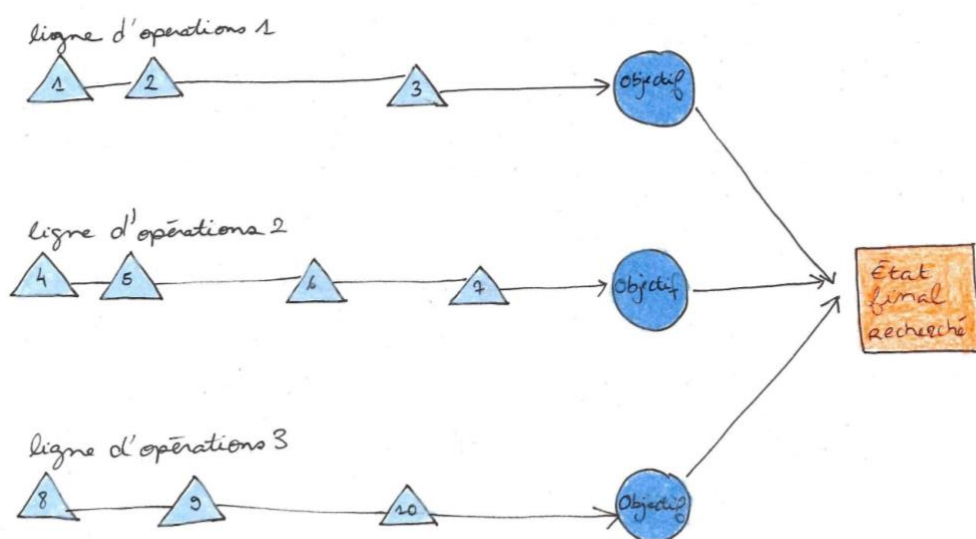 ligne d'operations 1
1
2
3
Objectif
ligne d'opérations 2
4
5
6
7
Objectif
État
final
recherché
ligne d'opérations 3
8
9
10
Objectif